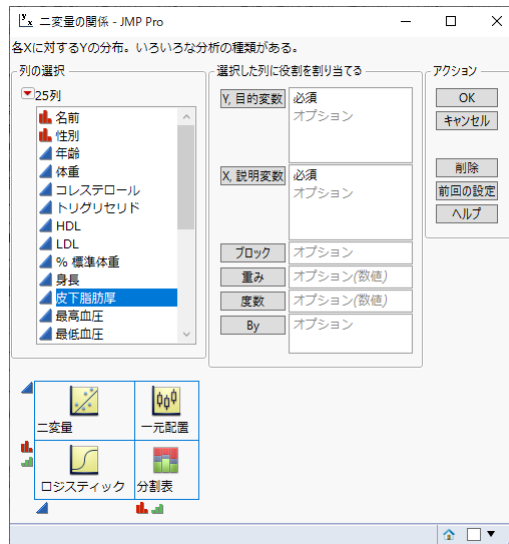 二変量の関係 - JMP Pro
各Xに対するYの分布。いろいろな分析の種類がある。
列の選択
25列
名前
性別
年齢
体重
コレステロール
トリグリセリド
HDL
LDL
% 標準体重
身長
皮下脂肪厚
最高血圧
最低血圧
選択した列に役割を割り当てる
Y, 目的変数 必須
オプション
X, 説明変数 必須
オプション
ブロック オプション
重み オプション(数値)
度数 オプション(数値)
By オプション
アクション
OK
キャンセル
削除
前回の設定
ヘルプ
二変量 一元配置
ロジスティック 分割表